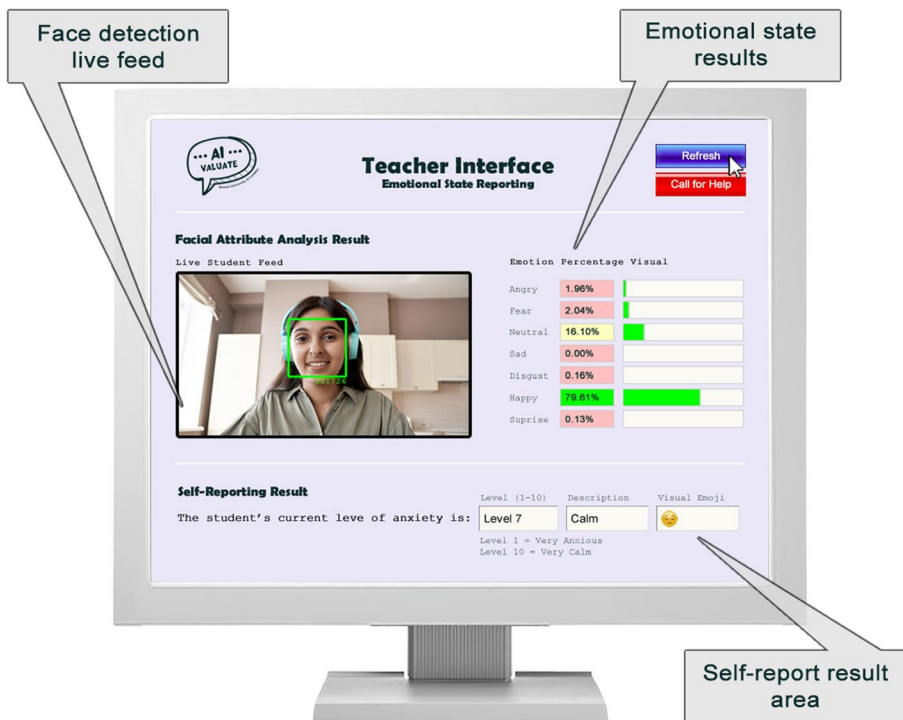 Face detection
live feed
Emotional state
results
AI
VALUATE
Teacher Interface
Emotional State Reporting
Refresh
Call for Help
Facial Attribute Analysis Result
Live Student Feed
Emotion Percentage Visual
Angry 1.96%
Fear 2.04%
Neutral 16.10%
Sad 0.00%
Disgust 0.16%
Happy 79.61%
Suprise 0.13%
Self-Reporting Result
Level (1-10) Description Visual Emoji
The student's current leve of anxiety is: Level 7 Calm
Level 1 = Very Anxious
Level 10 = Very Calm
Self-report result
area